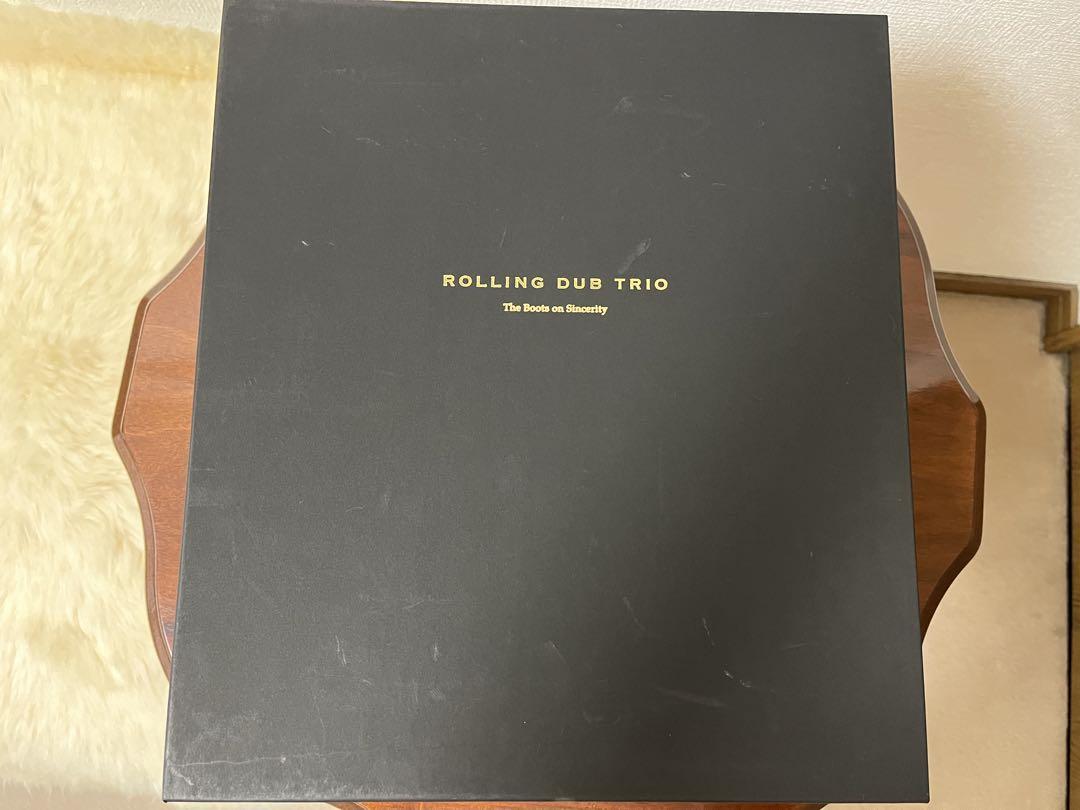 ROLLING DUB TRIO
The Boots on Sincerity